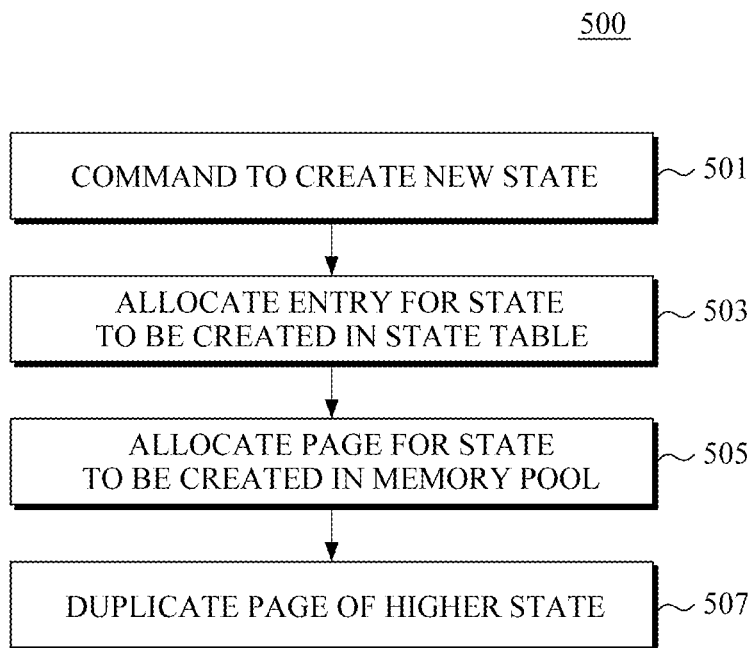 500
COMMAND TO CREATE NEW STATE
501
ALLOCATE ENTRY FOR STATE
TO BE CREATED IN STATE TABLE
503
ALLOCATE PAGE FOR STATE
TO BE CREATED IN MEMORY POOL
505
DUPLICATE PAGE OF HIGHER STATE
507